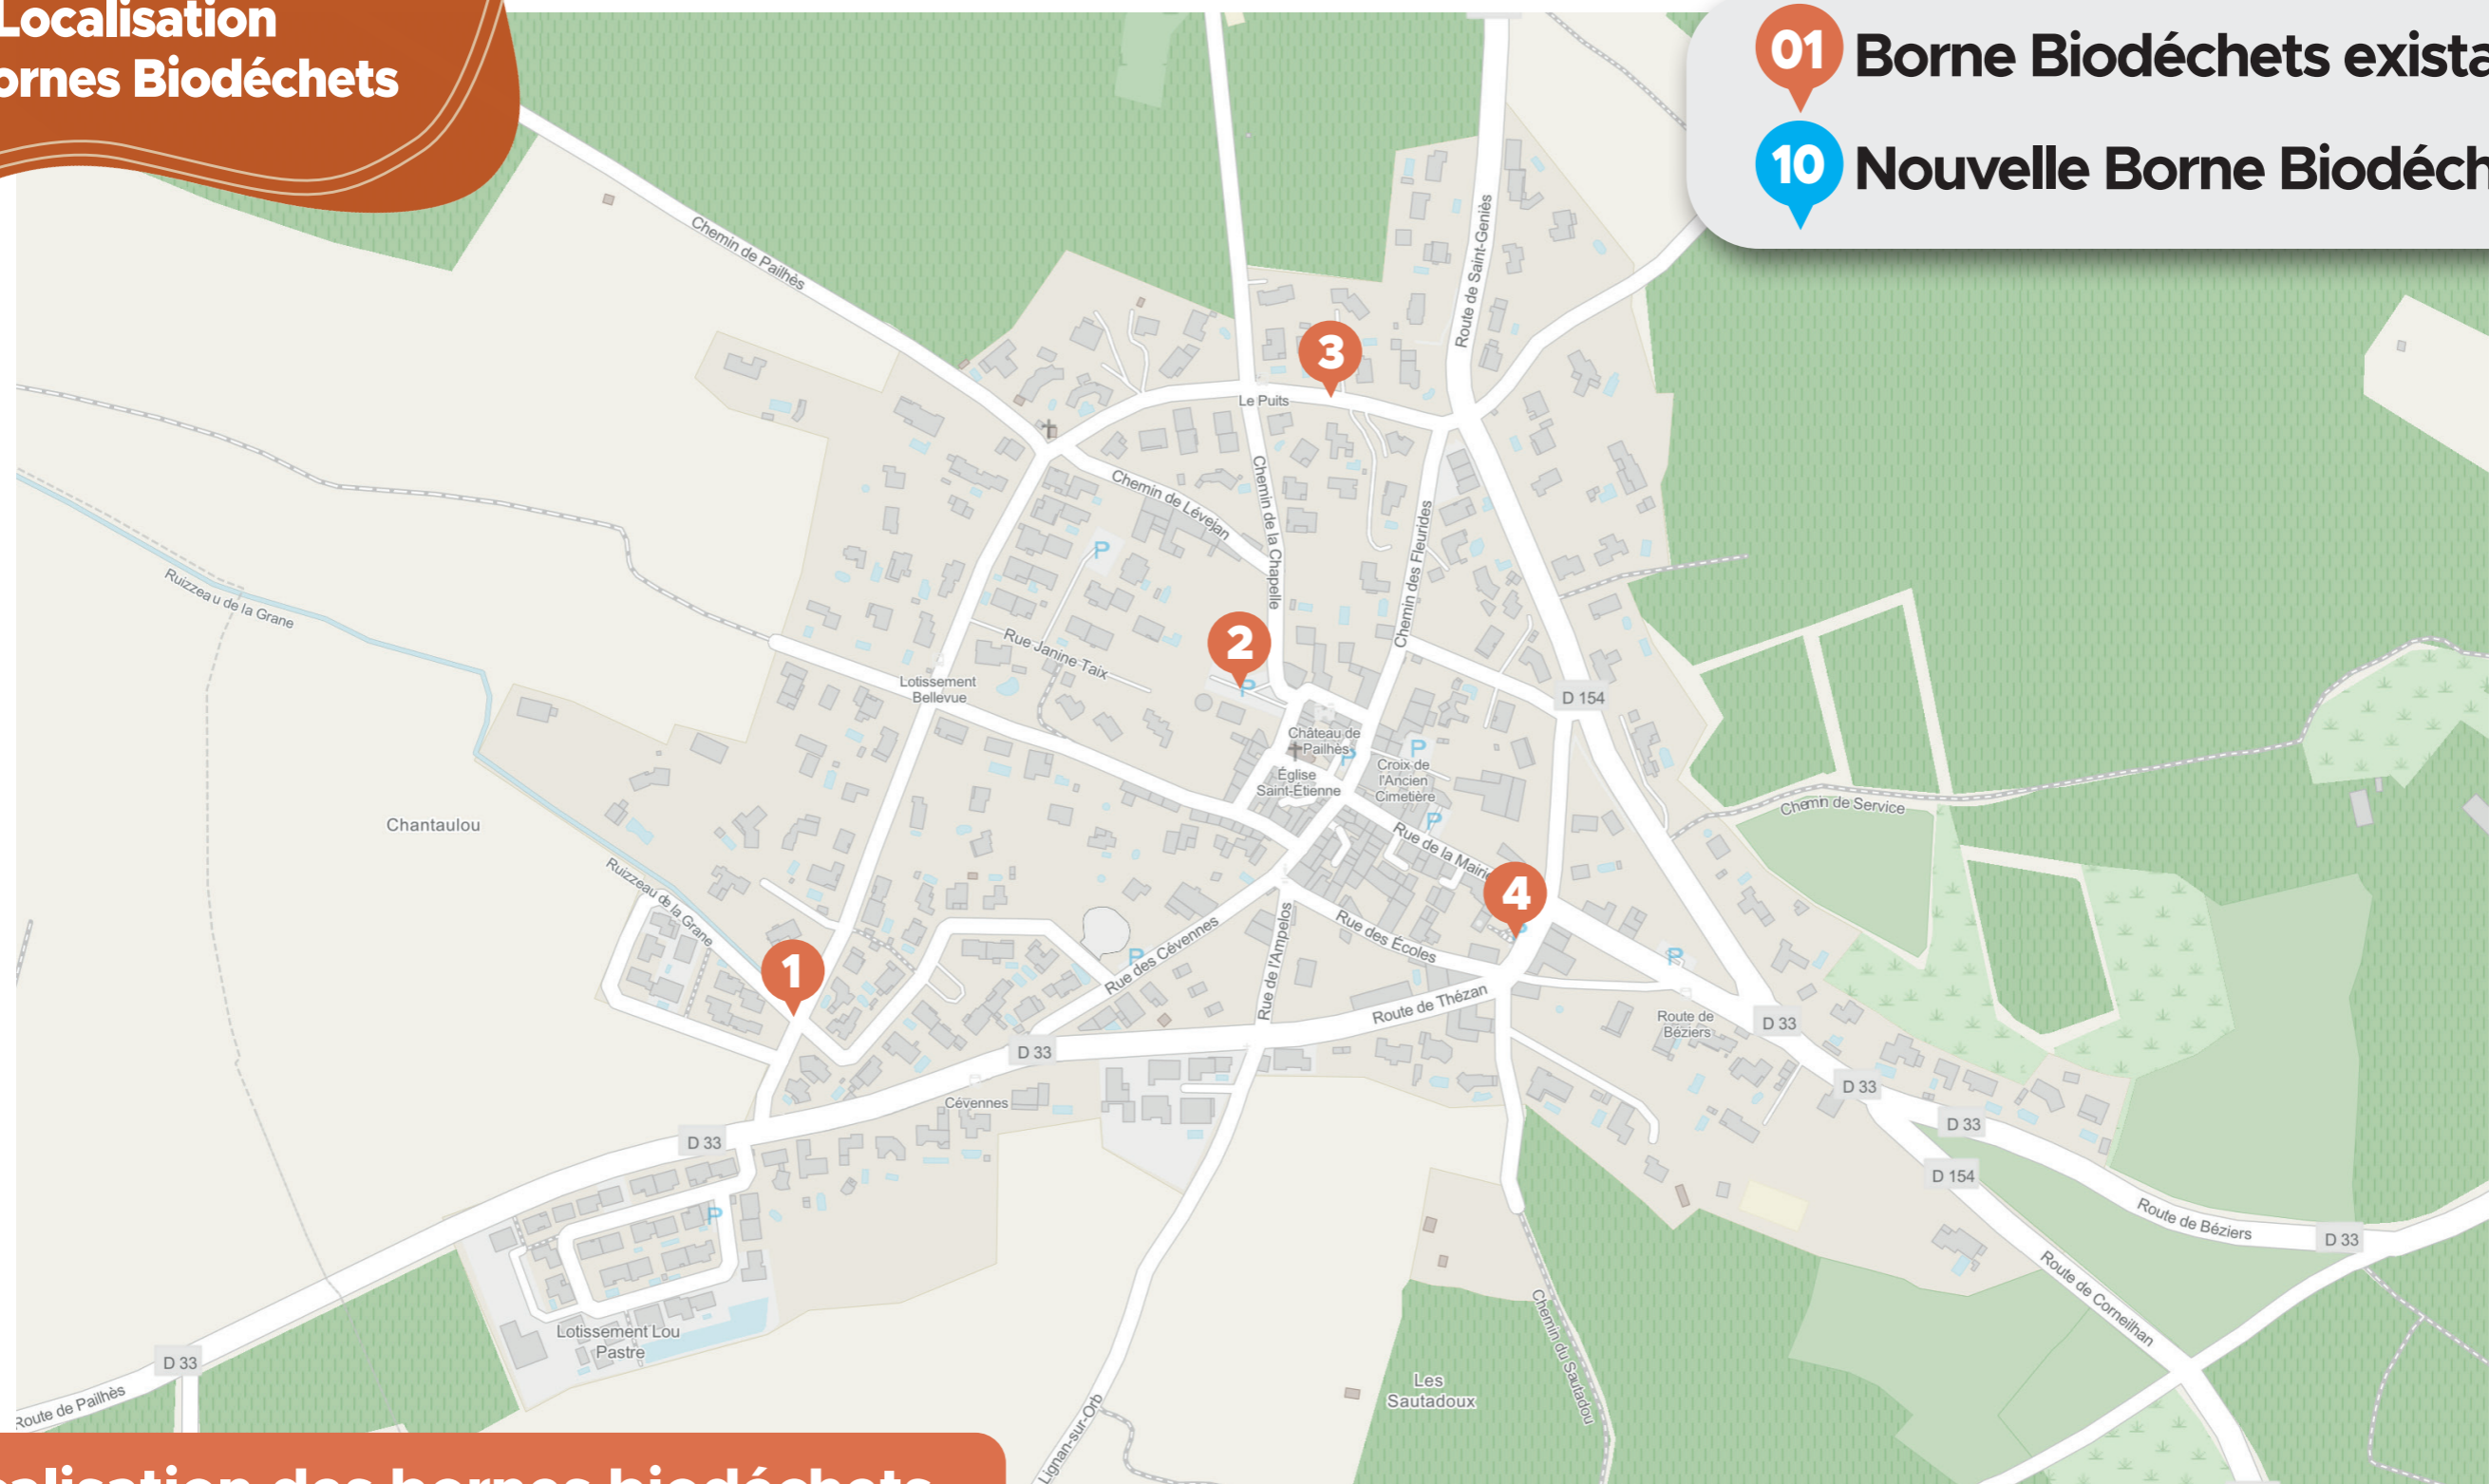 Localisation
ornes Biodéchets
01 Borne Biodéchets exista
10 Nouvelle Borne Biodéch
Chemin de Pailhès
Route de Saint-Geniès
3
Le Puits
Chemin de Lévejan
Chemin de la Chapelle
Chemin des Fleurides
P
Ruizzeau de la Grane
Rue Janine Taix
2
P
Lotissement
Bellevue
D 154
Château de
Pailhès
P
P
Croix de
l'Ancien
Cimetière
Église
Saint-Étienne
Chemin de Service
P
Chantaulou
Rue de la Mairie
Ruizzeau de la Grane
4
P
Rue des Écoles
Rue des Cévennes
P
Rue de l'Ampelos
P
1
Route de Thézan
Route de
Béziers
D 33
D 33
D 33
Cévennes
D 33
D 33
D 154
P
Route de Béziers
D 33
Route de Corneilhan
Lotissement Lou
Pastre
Chemin du Sautadou
D 33
Les
Sautadoux
Route de Pailhès
Lignan-sur-Orb
alisation des bornes biodéchets